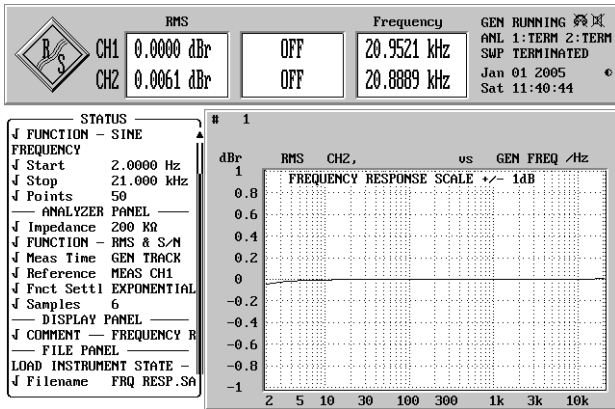 RMS
Frequency
GEN RUNNING
R S
CH1 0.0000 dBr OFF 20.9521 kHz
ANL 1:TERM 2:TERM
SWP TERMINATED
CH2 0.0061 dBr OFF 20.8889 kHz
Jan 01 2005
Sat 11:40:44
STATUS
√ FUNCTION - SINE
FREQUENCY
√ Start 2.0000 Hz
√ Stop 21.000 kHz
√ Points 50
ANALYZER PANEL
√ Impedance 200 KΩ
√ FUNCTION - RMS & S/N
√ Meas Time GEN TRACK
√ Reference MEAS CH1
√ Fnct Settl EXPONENTIAL
√ Samples 6
DISPLAY PANEL
√ COMMENT — FREQUENCY R
FILE PANEL
LOAD INSTRUMENT STATE -
√ Filename FRQ RESP.SA
# 1
dBr RMS CH2, vs GEN FREQ /Hz
FREQUENCY RESPONSE SCALE +/- 1dB
1
0.8
0.6
0.4
0.2
0
-0.2
-0.4
-0.6
-0.8
-1
2 5 10 30 100 300 1k 3k 10k